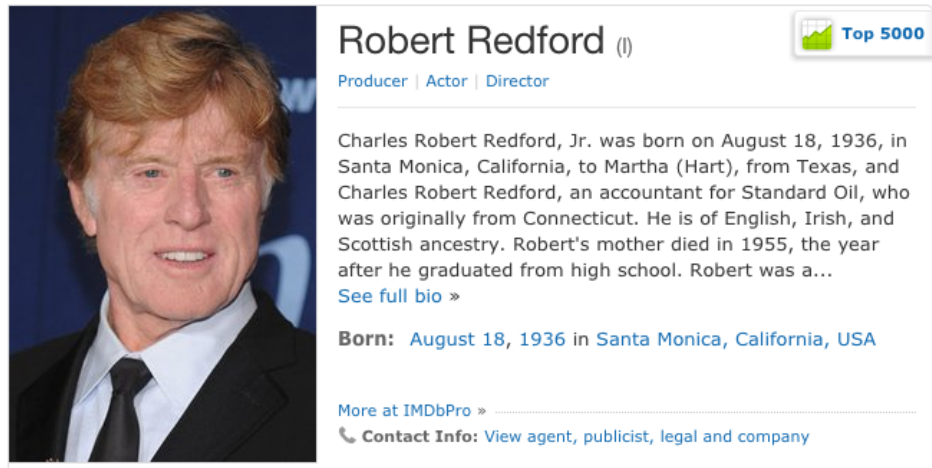 Robert Redford (I)
Top 5000
Producer | Actor | Director
Charles Robert Redford, Jr. was born on August 18, 1936, in
Santa Monica, California, to Martha (Hart), from Texas, and
Charles Robert Redford, an accountant for Standard Oil, who
was originally from Connecticut. He is of English, Irish, and
Scottish ancestry. Robert's mother died in 1955, the year
after he graduated from high school. Robert was a...
See full bio »
Born: August 18, 1936 in Santa Monica, California, USA
More at IMDbPro »
Contact Info: View agent, publicist, legal and company